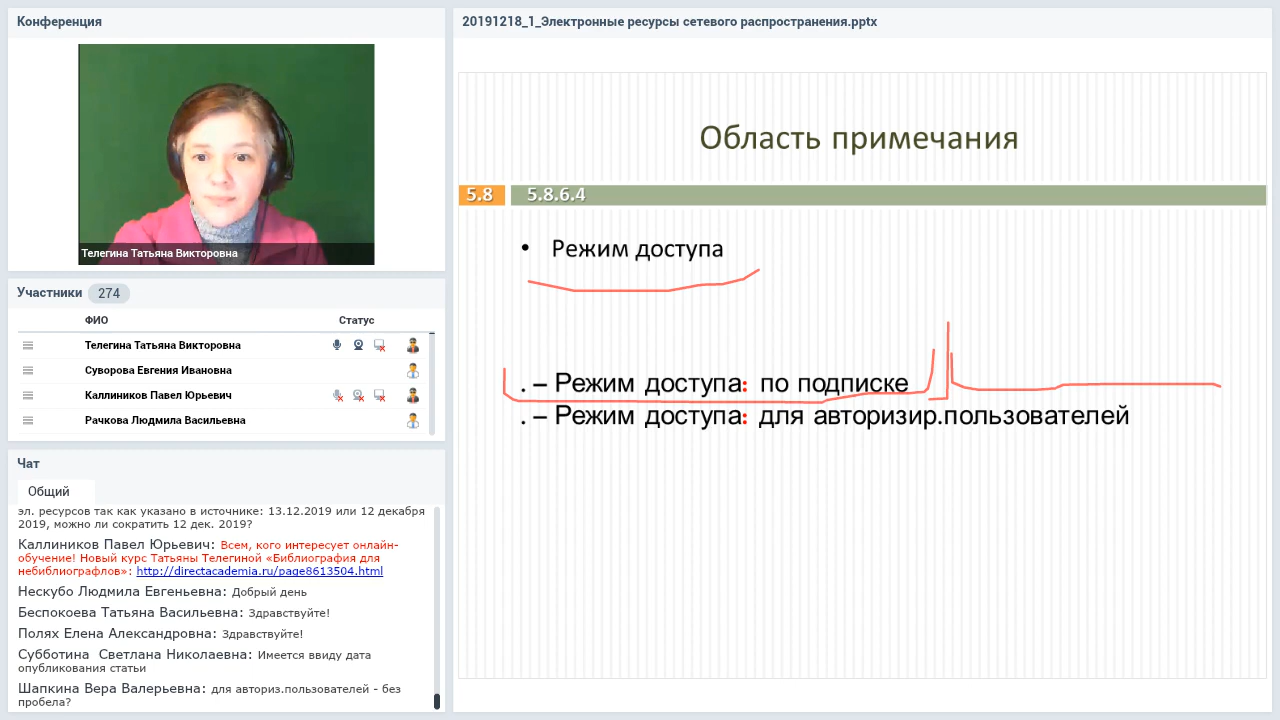 Конференция
Телегина Татьяна Викторовна
Участники 274
ФИО Статус
Телегина Татьяна Викторовна
Суворова Евгения Ивановна
Каллиников Павел Юрьевич
Рачкова Людмила Васильевна
Чат
Общий
эл. ресурсов так как указано в источнике: 13.12.2019 или 12 декабря
2019, можно ли сократить 12 дек. 2019?
Каллиников Павел Юрьевич: Всем, кого интересует онлайн-
обучение! Новый курс Татьяны Телегиной «Библиография для
небиблиографлов»: http://directacademia.ru/page8613504.html
Нескубо Людмила Евгеньевна: Добрый день
Беспокоева Татьяна Васильевна: Здравствуйте!
Полях Елена Александровна: Здравствуйте!
Субботина Светлана Николаевна: Имеется ввиду дата
опубликования статьи
Шапкина Вера Валерьевна: для авториз.пользователей - без
пробела?
20191218_1_Электронные ресурсы сетевого распространения.pptx
Область примечания
5.8 5.8.6.4
• Режим доступа
. – Режим доступа: по подписке
. – Режим доступа: для авторизир.пользователей